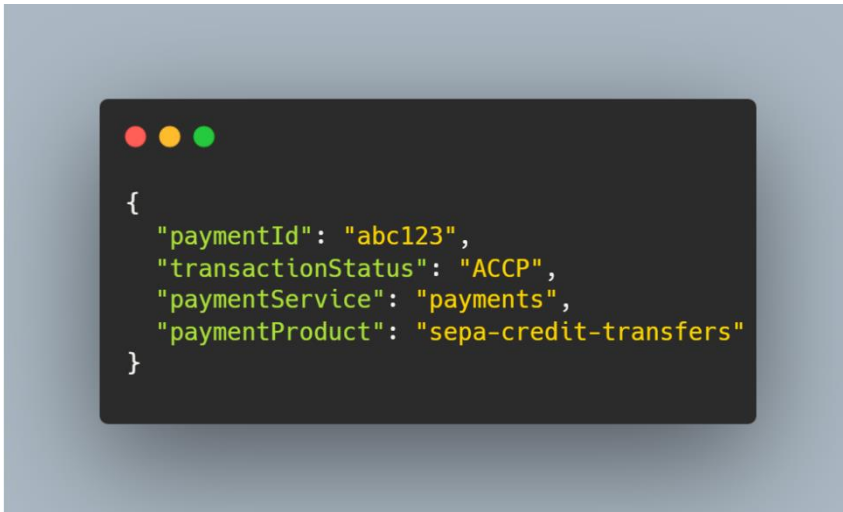 {
  "paymentId": "abc123",
  "transactionStatus": "ACCP",
  "paymentService": "payments",
  "paymentProduct": "sepa-credit-transfers"
}